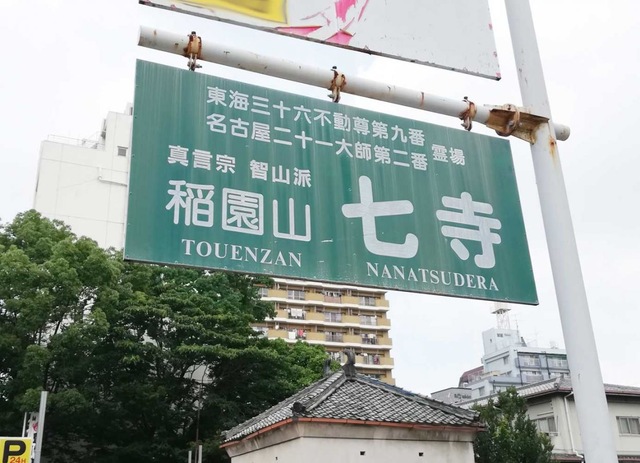 東海三十六不動尊第九番 霊場
名古屋二十一大師第二番
真言宗 智山派
稲園山 七寺
TOUENZAN NANATSUDERA
P
24H